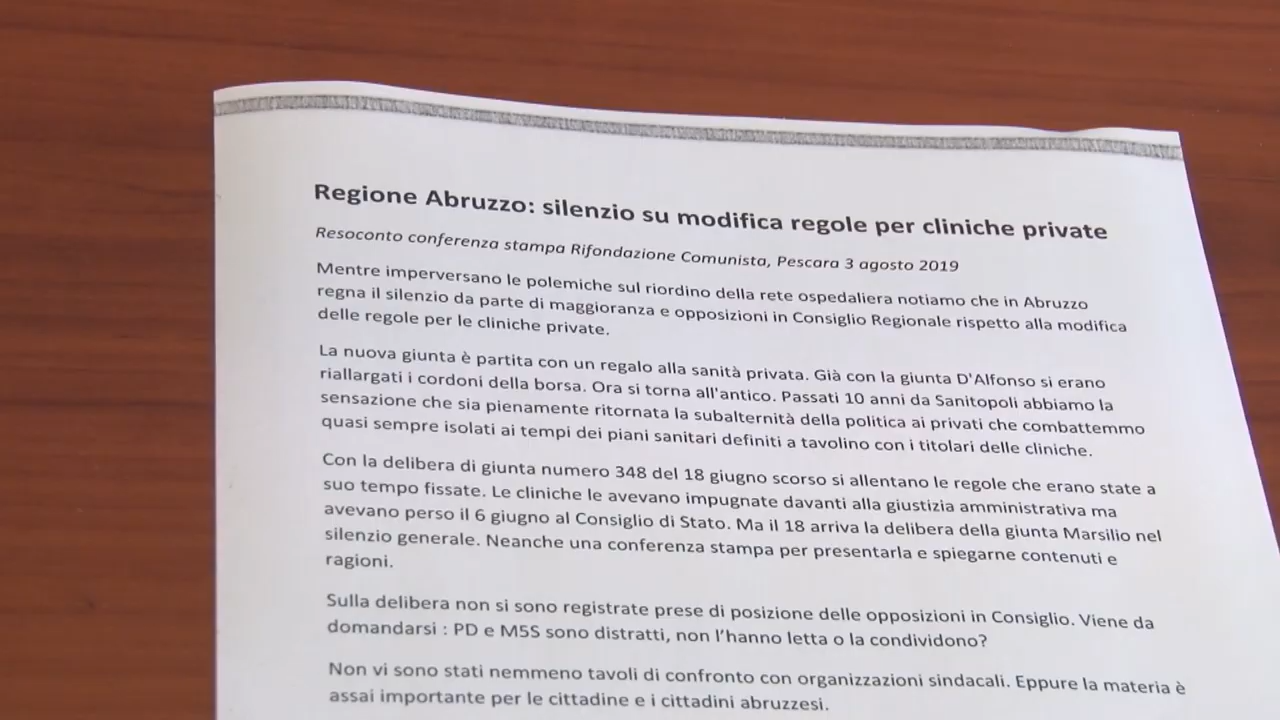 Regione Abruzzo: silenzio su modifica regole per cliniche private
Resoconto conferenza stampa Rifondazione Comunista, Pescara 3 agosto 2019
Mentre imperversano le polemiche sul riordino della rete ospedaliera notiamo che in Abruzzo
regna il silenzio da parte di maggioranza e opposizioni in Consiglio Regionale rispetto alla modifica
delle regole per le cliniche private.
La nuova giunta è partita con un regalo alla sanità privata. Già con la giunta D'Alfonso si erano
riallargati i cordoni della borsa. Ora si torna all'antico. Passati 10 anni da Sanitopoli abbiamo la
sensazione che sia pienamente ritornata la subalternità della politica ai privati che combattemmo
quasi sempre isolati ai tempi dei piani sanitari definiti a tavolino con i titolari delle cliniche.
Con la delibera di giunta numero 348 del 18 giugno scorso si allentano le regole che erano state a
suo tempo fissate. Le cliniche le avevano impugnate davanti alla giustizia amministrativa ma
avevano perso il 6 giugno al Consiglio di Stato. Ma il 18 arriva la delibera della giunta Marsilio nel
silenzio generale. Neanche una conferenza stampa per presentarla e spiegarne contenuti e
ragioni.
Sulla delibera non si sono registrate prese di posizione delle opposizioni in Consiglio. Viene da
domandarsi : PD e M5S sono distratti, non l’hanno letta o la condividono?
Non vi sono stati nemmeno tavoli di confronto con organizzazioni sindacali. Eppure la materia è
assai importante per le cittadine e i cittadini abruzzesi.